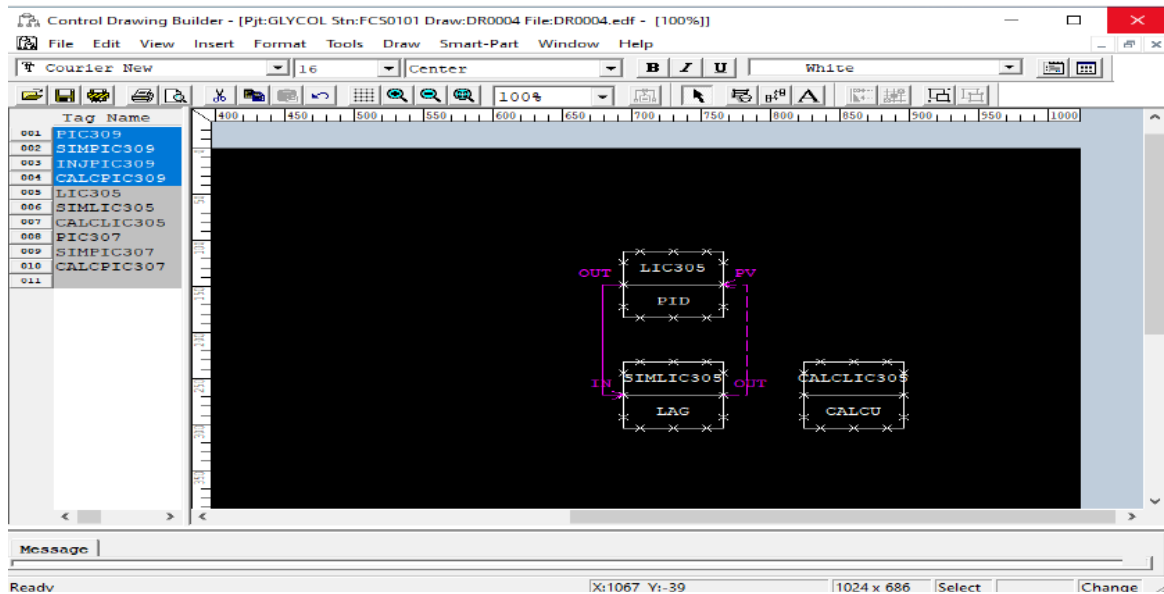 Control Drawing Builder - [Pjt:GLYCOL Stn:FCS0101 Draw:DR0004 File:DR0004.edf - [100%]]
File Edit View Insert Format Tools Draw Smart-Part Window Help
Courier New 16 Center B I U White
100% A
Tag Name 400 450 500 550 600 650 700 750 800 850 900 950 1000
001 PIC309
002 SIMPIC309
003 INJPIC309
004 CALCPIC309
005 LIC305
006 SIMLIC305
007 CALCLIC305
008 PIC307
009 SIMPIC307
010 CALCPIC307
011
OUT LIC305 PV
PID
IN SIMLIC305 OUT CALCLIC305
LAG CALCU
Message
Ready X:1067 Y:-39 1024 x 686 Select Change